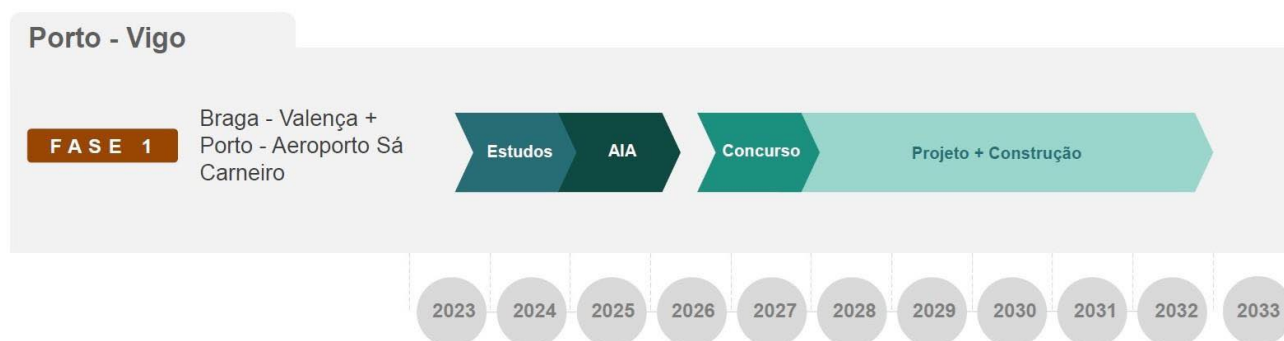 Porto - Vigo
FASE 1
Braga - Valença +
Porto - Aeroporto Sá
Carneiro
Estudos
AIA
Concurso
Projeto + Construção
2023 2024 2025 2026 2027 2028 2029 2030 2031 2032 2033